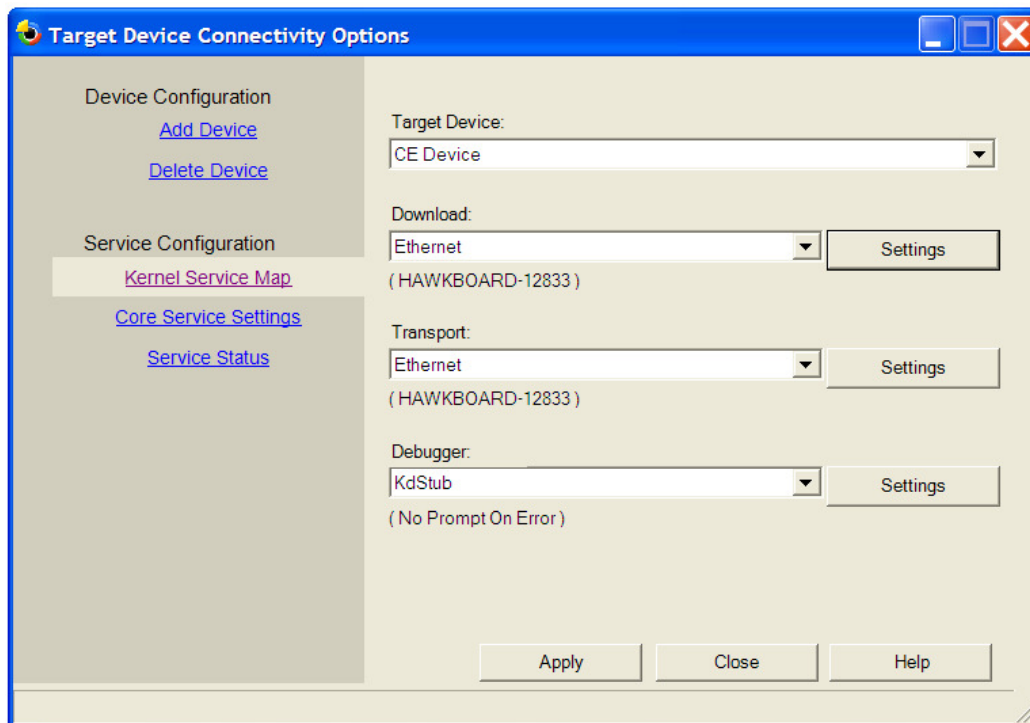 Target Device Connectivity Options
Device Configuration
Add Device
Delete Device
Service Configuration
Kernel Service Map
Core Service Settings
Service Status
Target Device:
CE Device
Download:
Ethernet
Settings
( HAWKBOARD-12833 )
Transport:
Ethernet
Settings
( HAWKBOARD-12833 )
Debugger:
KdStub
Settings
( No Prompt On Error )
Apply
Close
Help